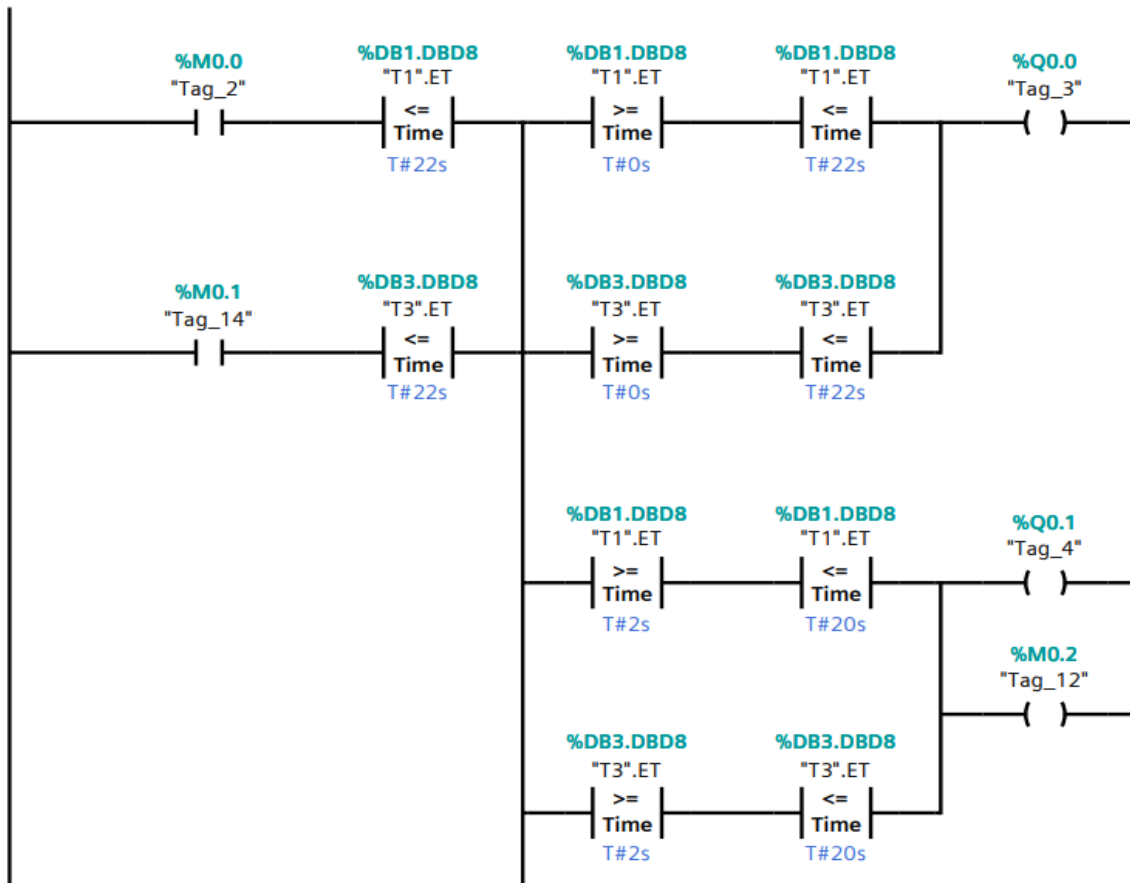 %M0.0
"Tag_2"
%DB1.DBD8
"T1".ET
<=
Time
T#22s
%DB1.DBD8
"T1".ET
>=
Time
T#0s
%DB1.DBD8
"T1".ET
<=
Time
T#22s
%Q0.0
"Tag_3"
%M0.1
"Tag_14"
%DB3.DBD8
"T3".ET
<=
Time
T#22s
%DB3.DBD8
"T3".ET
>=
Time
T#0s
%DB3.DBD8
"T3".ET
<=
Time
T#22s
%DB1.DBD8
"T1".ET
>=
Time
T#2s
%DB1.DBD8
"T1".ET
<=
Time
T#20s
%Q0.1
"Tag_4"
%M0.2
"Tag_12"
%DB3.DBD8
"T3".ET
>=
Time
T#2s
%DB3.DBD8
"T3".ET
<=
Time
T#20s